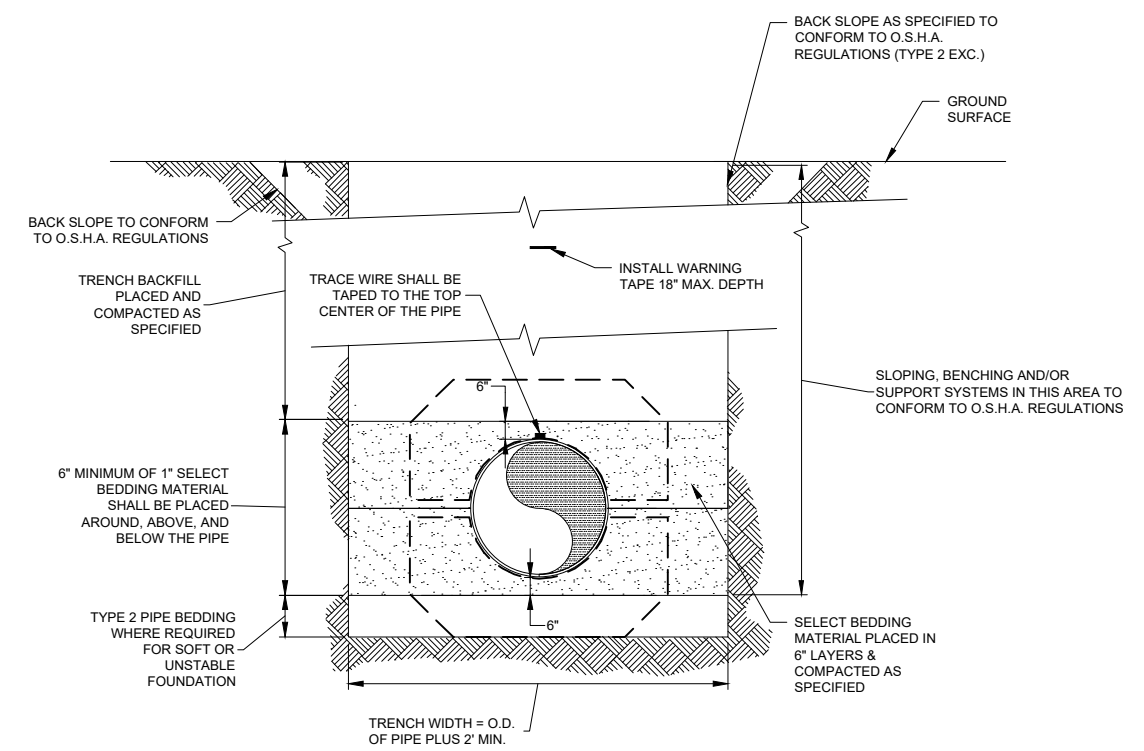 BACK SLOPE AS SPECIFIED TO
CONFORM TO O.S.H.A.
REGULATIONS (TYPE 2 EXC.)
GROUND
SURFACE
BACK SLOPE TO CONFORM
TO O.S.H.A. REGULATIONS
TRENCH BACKFILL
PLACED AND
COMPACTED AS
SPECIFIED
TRACE WIRE SHALL BE
TAPED TO THE TOP
CENTER OF THE PIPE
INSTALL WARNING
TAPE 18" MAX. DEPTH
SLOPING, BENCHING AND/OR
SUPPORT SYSTEMS IN THIS AREA TO
CONFORM TO O.S.H.A. REGULATIONS
6"
6" MINIMUM OF 1" SELECT
BEDDING MATERIAL
SHALL BE PLACED
AROUND, ABOVE, AND
BELOW THE PIPE
TYPE 2 PIPE BEDDING
WHERE REQUIRED
FOR SOFT OR
UNSTABLE
FOUNDATION
6"
SELECT BEDDING
MATERIAL PLACED IN
6" LAYERS &
COMPACTED AS
SPECIFIED
TRENCH WIDTH = O.D.
OF PIPE PLUS 2' MIN.